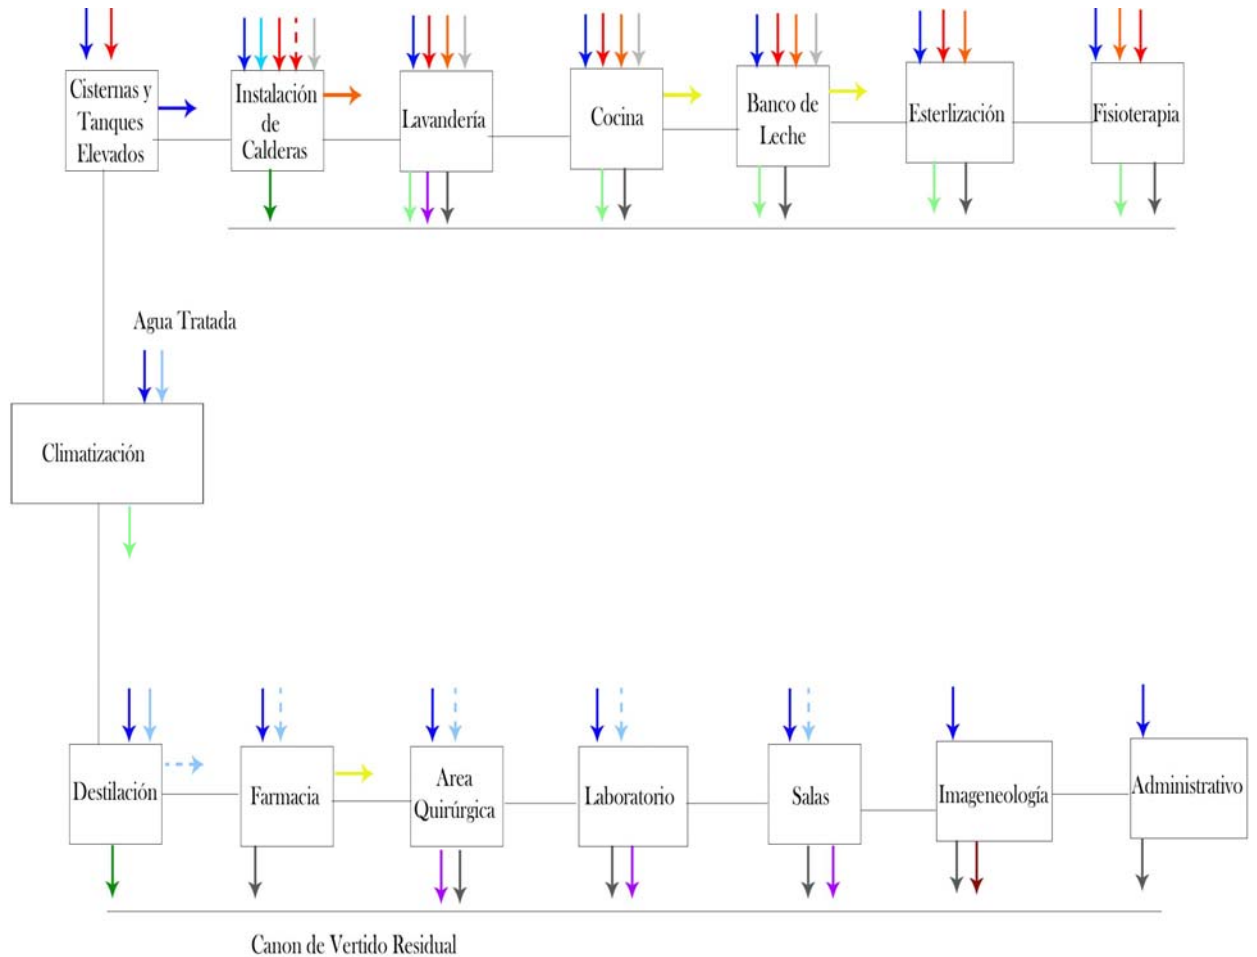 Cisternas y
Tanques
Elevados
Instalación
de
Calderas
Lavandería
Cocina
Banco de
Leche
Esterlización
Fisioterapia
Agua Tratada
Climatización
Destilación
Farmacia
Area
Quirúrgica
Laboratorio
Salas
Imageneología
Administrativo
Canon de Vertido Residual